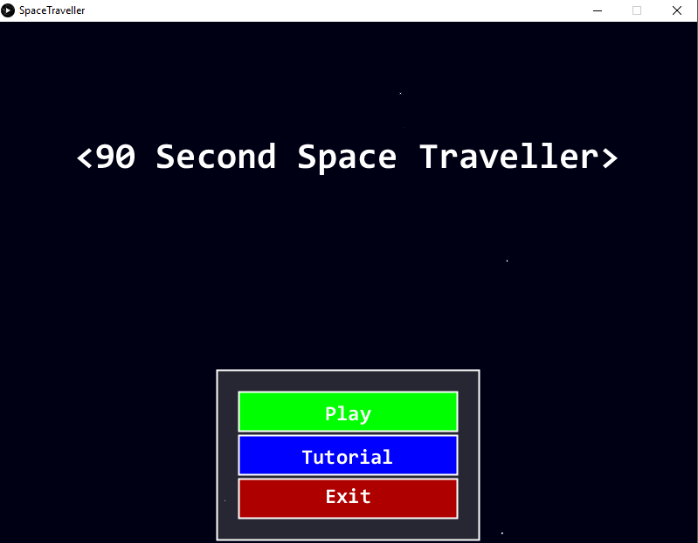 SpaceTraveller
<90 Second Space Traveller>
Play
Tutorial
Exit